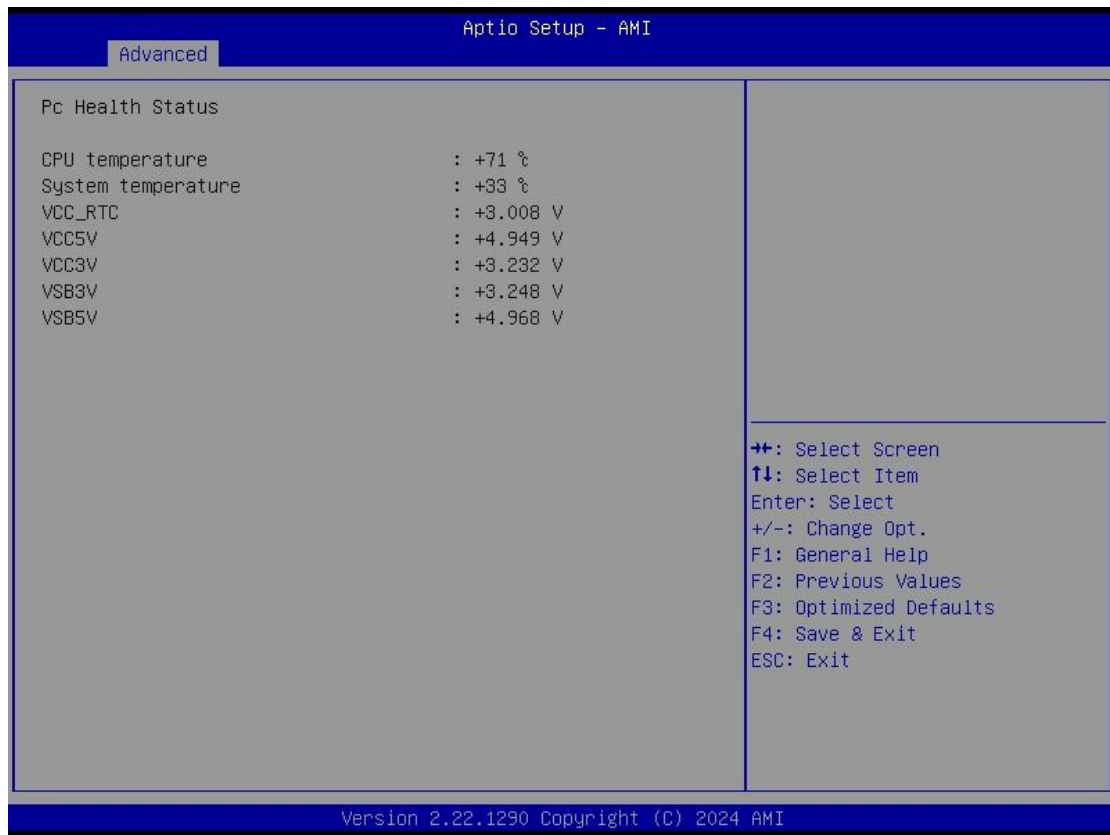 Aptio Setup - AMI
Advanced
Pc Health Status
CPU temperature : +71 ℃
System temperature : +33 ℃
VCC_RTC : +3.008 V
VCC5V : +4.949 V
VCC3V : +3.232 V
VSB3V : +3.248 V
VSB5V : +4.968 V
→←: Select Screen
↑↓: Select Item
Enter: Select
+/-: Change Opt.
F1: General Help
F2: Previous Values
F3: Optimized Defaults
F4: Save & Exit
ESC: Exit
Version 2.22.1290 Copyright (C) 2024 AMI